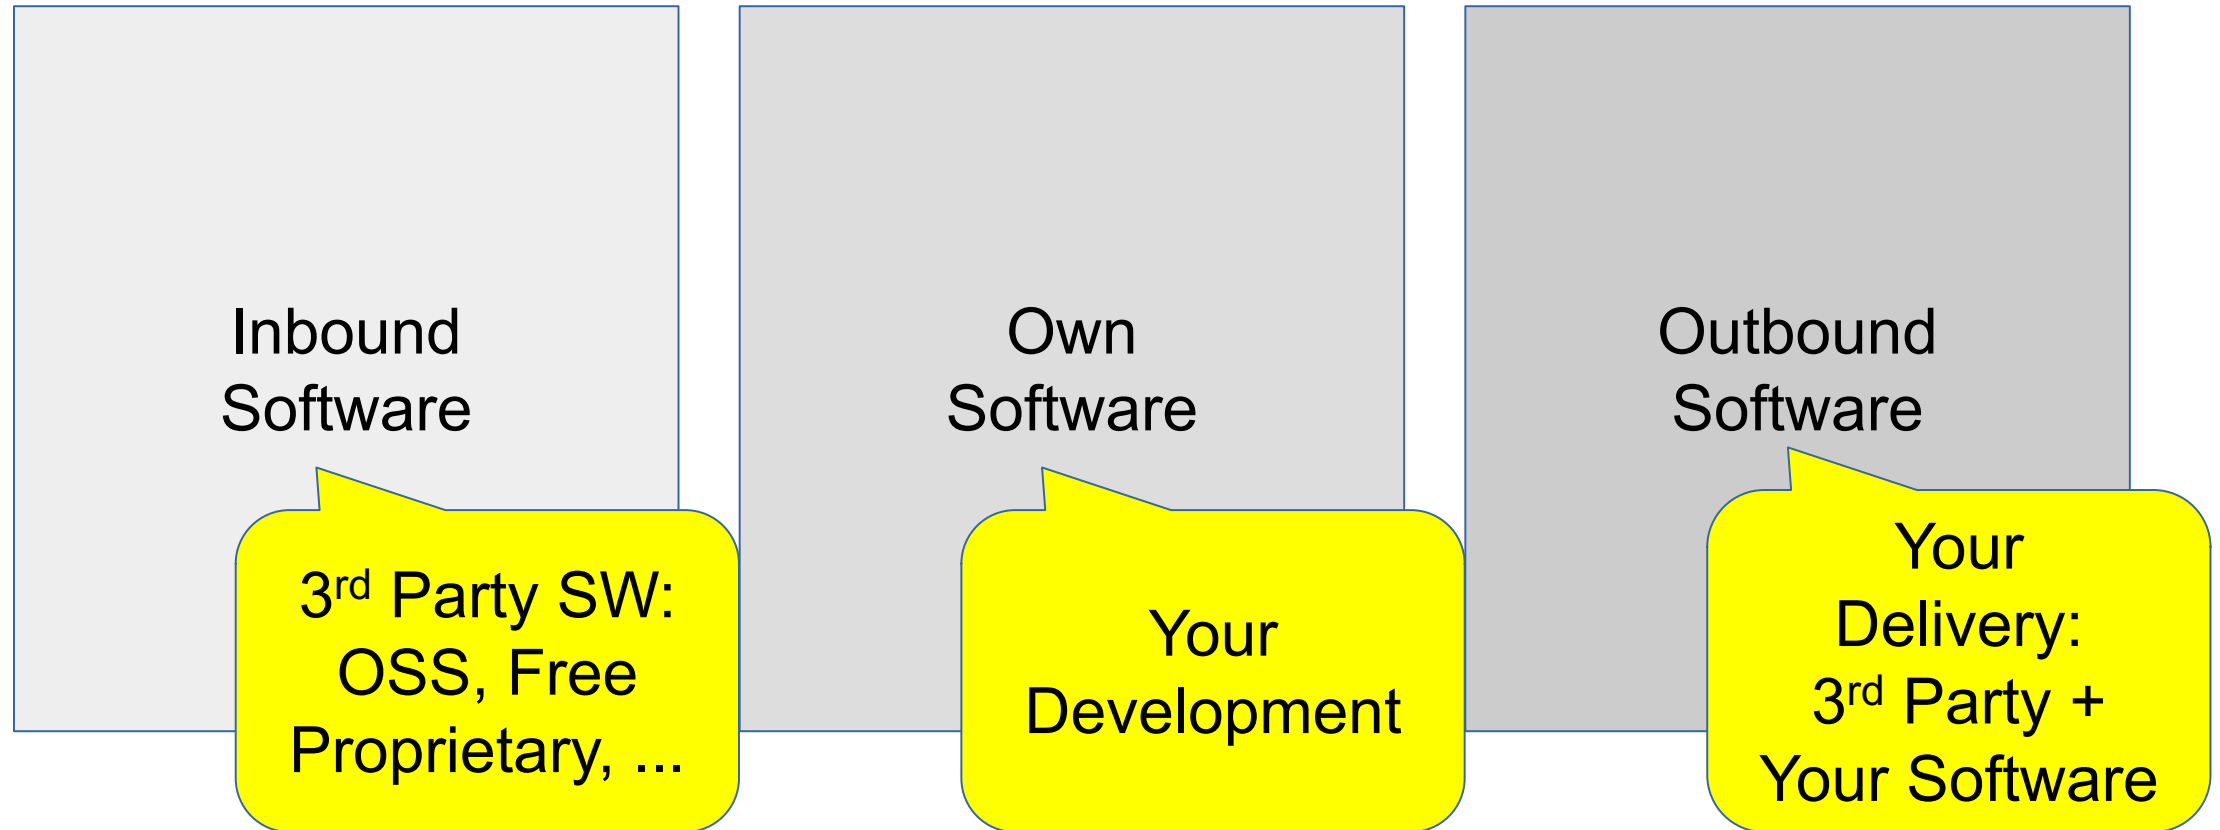 Inbound
Software
Own
Software
Outbound
Software
3rd Party SW:
OSS, Free
Proprietary, ...
Your
Development
Your
Delivery:
3rd Party +
Your Software